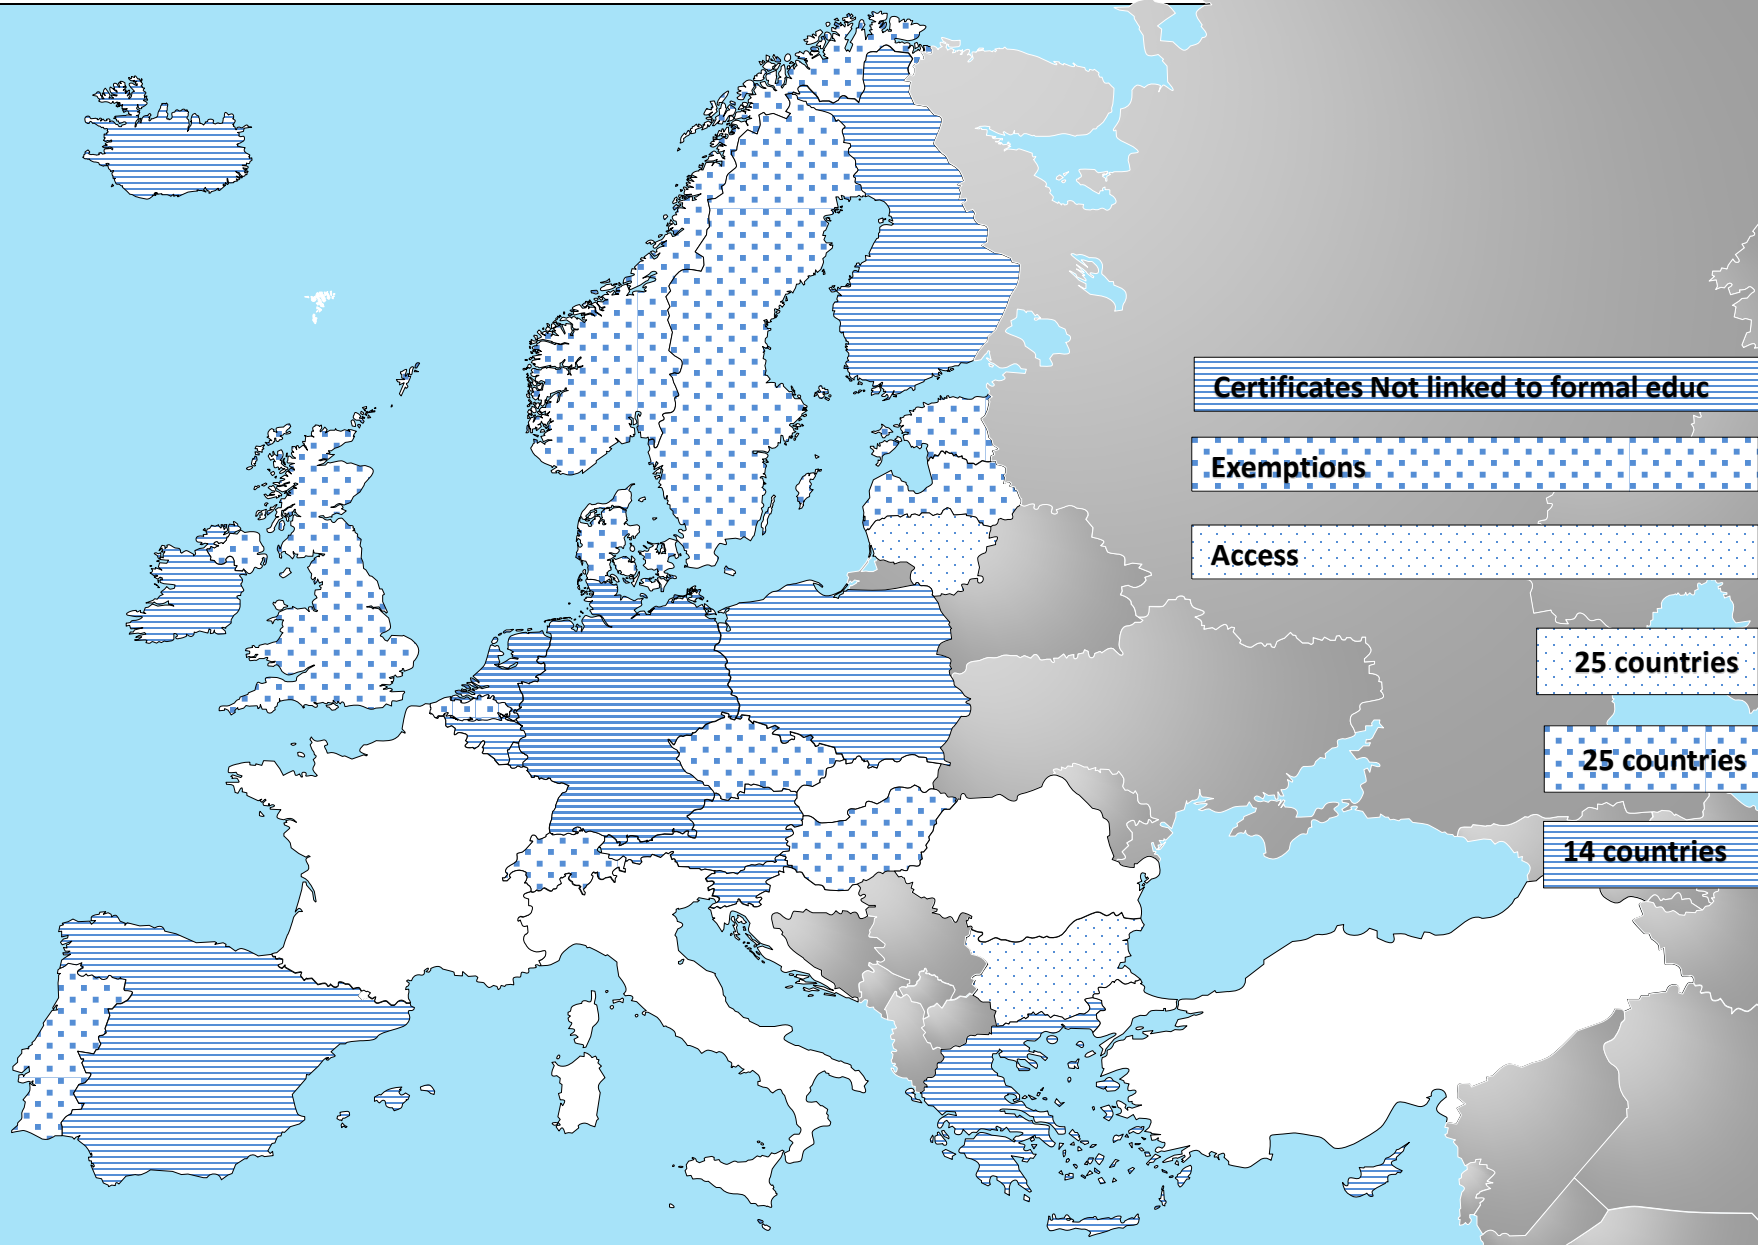 Certificates Not linked to formal educ
Exemptions
Access
25 countries
25 countries
14 countries